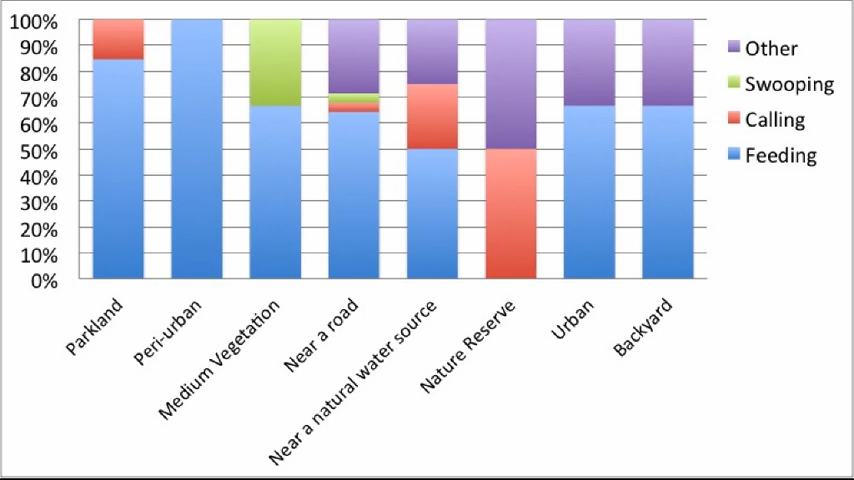 100%
90%
80%
70%
60%
50%
40%
30%
20%
10%
0%
Parkland
Peri-urban
Medium Vegetation
Near a road
Near a natural water source
Nature Reserve
Urban
Backyard
Other
Swooping
Calling
Feeding